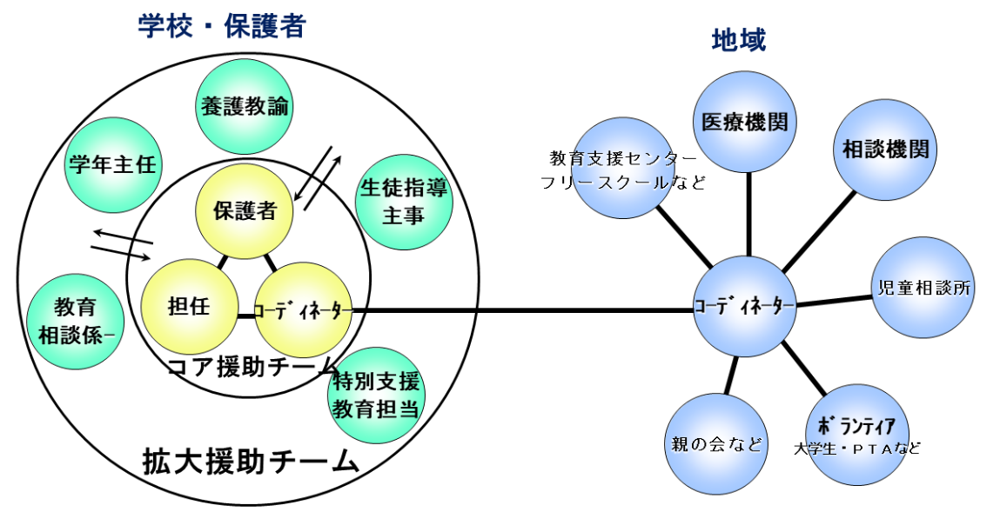 学校・保護者
養護教諭
学年主任
生徒指導
主事
保護者
担任
ｺｰﾃﾞｨﾈｰﾀｰ
教育
相談係−
コア援助チーム
特別支援
教育担当
拡大援助チーム
地域
医療機関
相談機関
教育支援センター
フリースクールなど
ｺｰﾃﾞｨﾈｰﾀｰ
児童相談所
ﾎﾞﾗﾝﾃｨｱ
大学生・ＰＴＡなど
親の会など